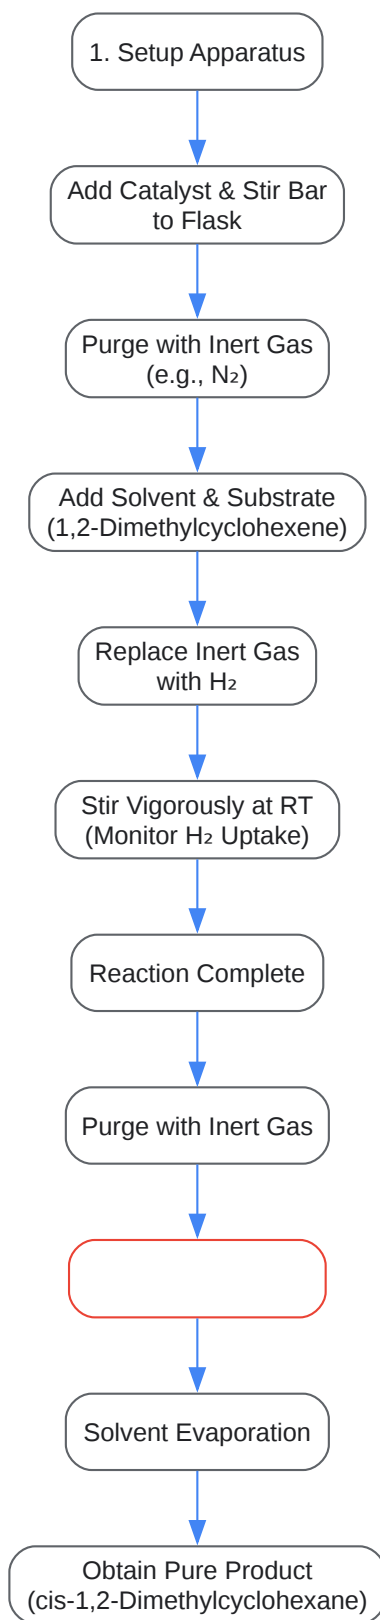 1. Setup Apparatus
Add Catalyst & Stir Bar
to Flask
Purge with Inert Gas
(e.g., N₂)
Add Solvent & Substrate
(1,2-Dimethylcyclohexene)
Replace Inert Gas
with H₂
Stir Vigorously at RT
(Monitor H₂ Uptake)
Reaction Complete
Purge with Inert Gas
Solvent Evaporation
Obtain Pure Product
(cis-1,2-Dimethylcyclohexane)